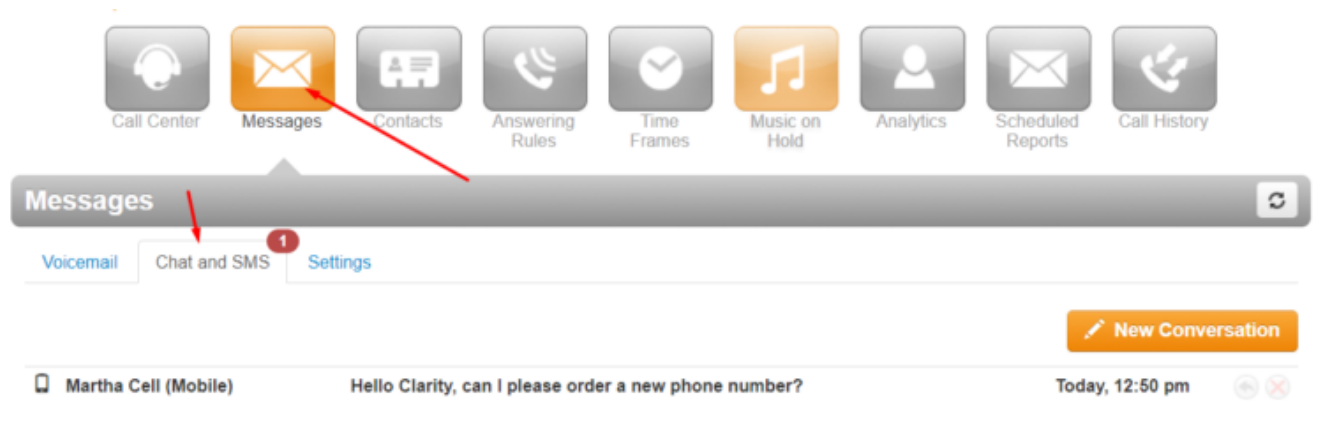 Call Center
Messages
Contacts
Answering
Rules
Time
Frames
Music on
Hold
Analytics
Scheduled
Reports
Call History
Messages
Voicemail
Chat and SMS
1
Settings
New Conversation
Martha Cell (Mobile) Hello Clarity, can I please order a new phone number? Today, 12:50 pm